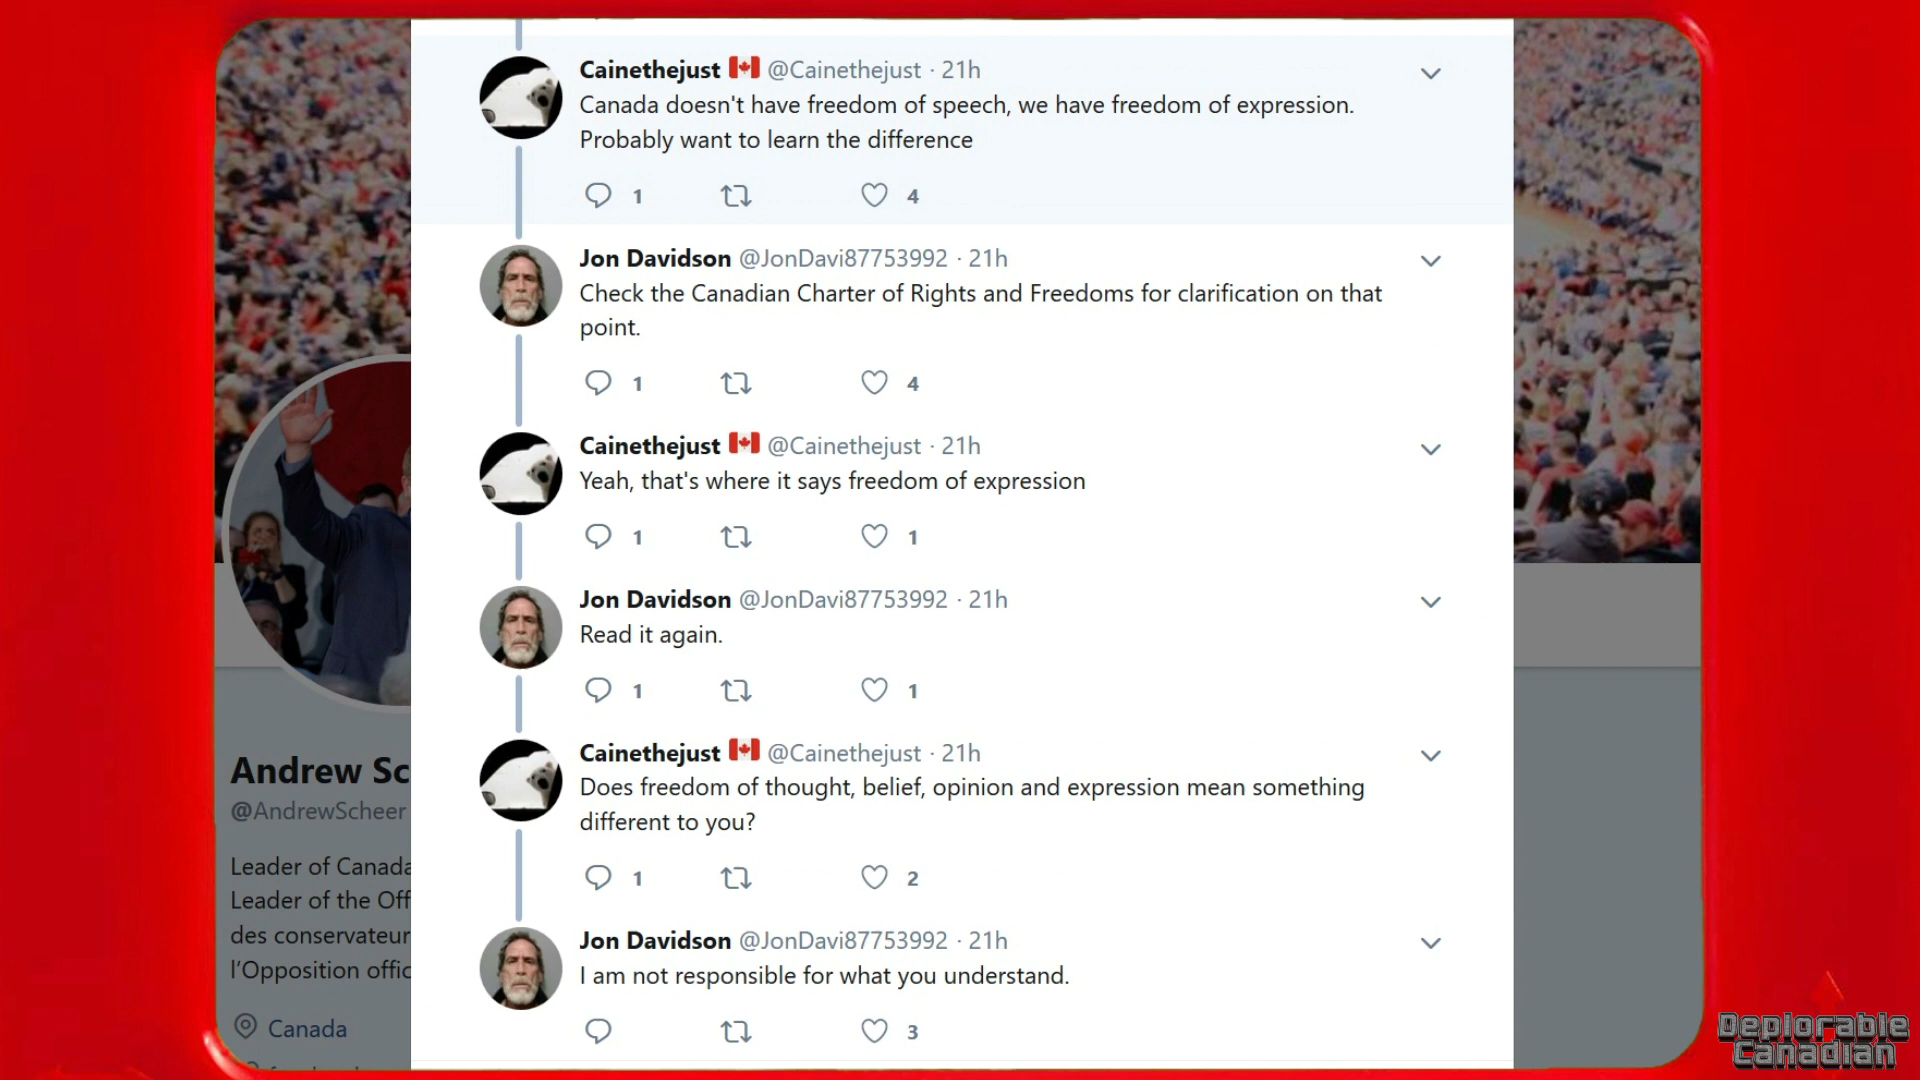 Cainethejust @Cainethejust · 21h
Canada doesn't have freedom of speech, we have freedom of expression.
Probably want to learn the difference
1 4
Jon Davidson @JonDavi87753992 · 21h
Check the Canadian Charter of Rights and Freedoms for clarification on that
point.
1 4
Cainethejust @Cainethejust · 21h
Yeah, that's where it says freedom of expression
1 1
Jon Davidson @JonDavi87753992 · 21h
Read it again.
1 1
Cainethejust @Cainethejust · 21h
Does freedom of thought, belief, opinion and expression mean something
different to you?
1 2
Jon Davidson @JonDavi87753992 · 21h
I am not responsible for what you understand.
3
Andrew Sc
@AndrewScheer
Leader of Canada
Leader of the Off
des conservateur
l'Opposition offic
Canada
Deplorable
Canadian